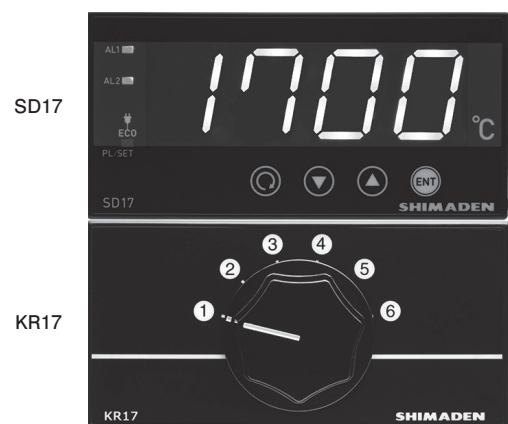 SD17
AL1
AL2
1700
℃
ECO
PL/SET
ENT
SD17
SHIMADEN
KR17
1
2
3
4
5
6
KR17
SHIMADEN